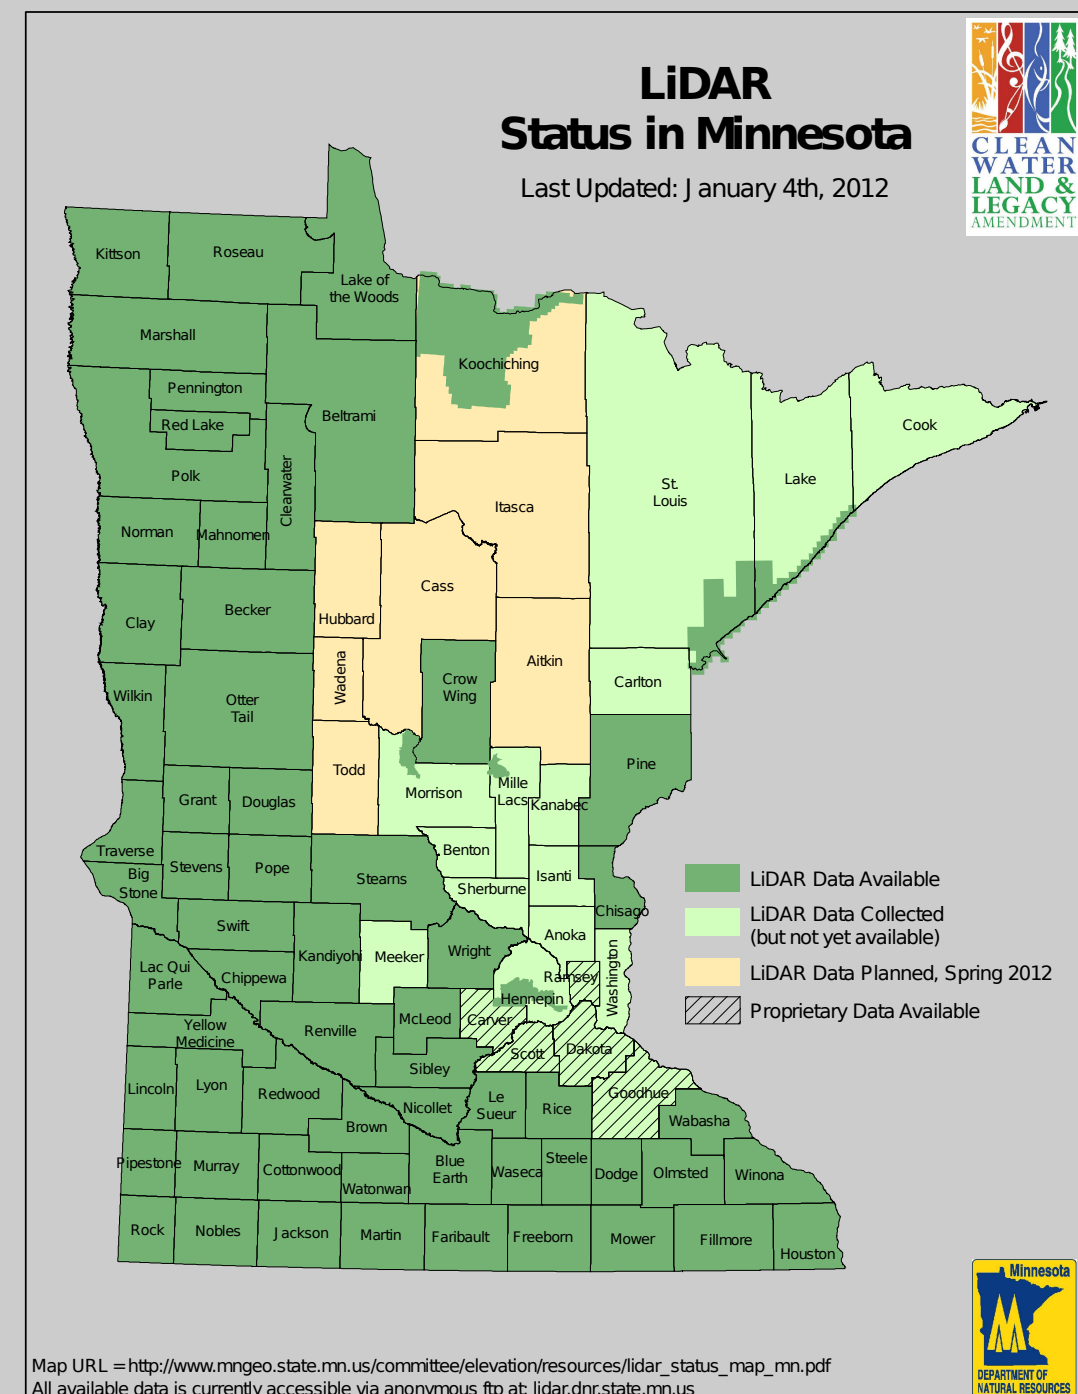 LiDAR
Status in Minnesota
Last Updated: January 4th, 2012
CLEAN
WATER
LAND &
LEGACY
AMENDMENT
Kittson
Roseau
Lake of
the Woods
Marshall
Koochiching
Pennington
Beltrami
Red Lake
Cook
Polk
Clearwater
St.
Louis
Lake
Itasca
Norman
Mahnomen
Cass
Becker
Hubbard
Clay
Aitkin
Wadena
Crow
Wing
Carlton
Wilkin
Otter
Tail
Pine
Todd
Mille
Lacs
Morrison
Kanabec
Grant
Douglas
Traverse
Benton
Stevens
Pope
Big
Stone
Stearns
Isanti
Sherburne
Chisago
Swift
Anoka
Kandiyohi
Meeker
Wright
Lac Qui
Parle
Chippewa
Ramsey
Washington
Hennepin
McLeod
Carver
Yellow
Medicine
Renville
Scott
Dakota
Sibley
Lincoln
Lyon
Redwood
Le
Sueur
Goodhue
Nicollet
Rice
Wabasha
Brown
Pipestone
Murray
Cottonwood
Watonwan
Blue
Earth
Waseca
Steele
Dodge
Olmsted
Winona
Rock
Nobles
Jackson
Martin
Faribault
Freeborn
Mower
Fillmore
Houston
LiDAR Data Available
LiDAR Data Collected
(but not yet available)
LiDAR Data Planned, Spring 2012
Proprietary Data Available
Minnesota
DEPARTMENT OF
NATURAL RESOURCES
Map URL = http://www.mngeo.state.mn.us/committee/elevation/resources/lidar_status_map_mn.pdf
All available data is currently accessible via anonymous ftp at: lidar.dnr.state.mn.us